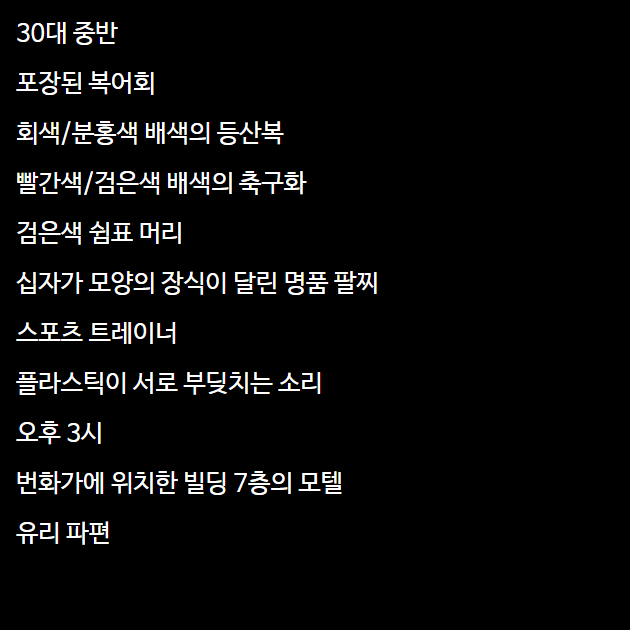 30대 중반
포장된 복어회
회색/분홍색 배색의 등산복
빨간색/검은색 배색의 축구화
검은색 쉼표 머리
십자가 모양의 장식이 달린 명품 팔찌
스포츠 트레이너
플라스틱이 서로 부딪치는 소리
오후 3시
번화가에 위치한 빌딩 7층의 모텔
유리 파편